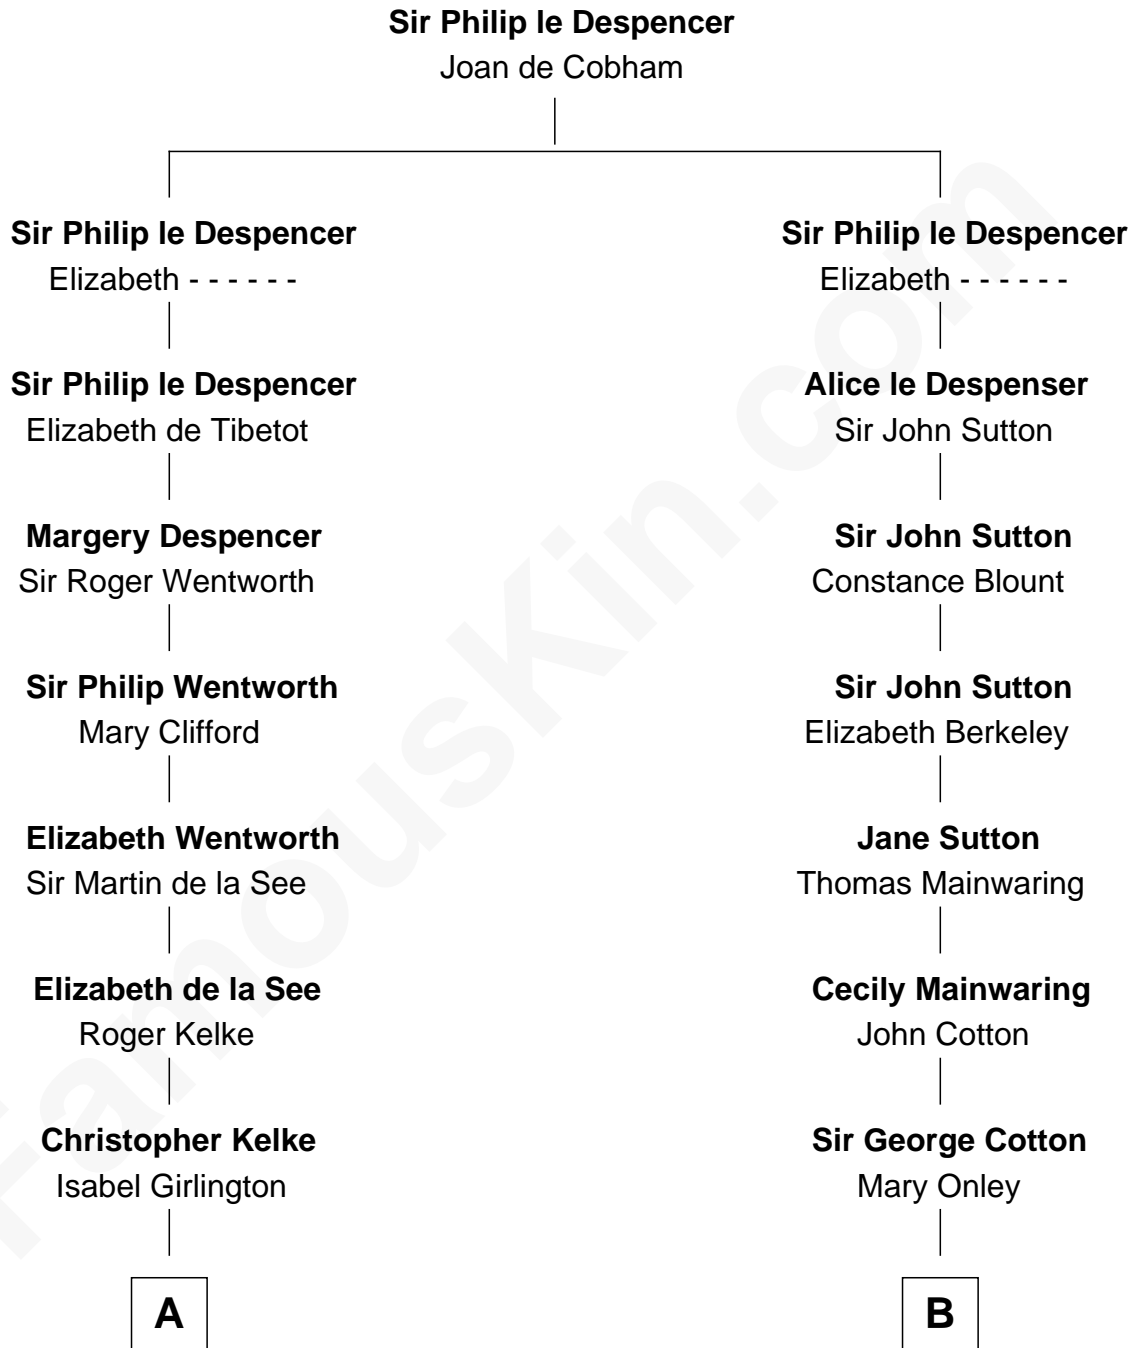 Sir Philip le Despencer
Joan de Cobham
Sir Philip le Despencer
Elizabeth - - - - - -
Sir Philip le Despencer
Elizabeth de Tibetot
Margery Despencer
Sir Roger Wentworth
Sir Philip Wentworth
Mary Clifford
Elizabeth Wentworth
Sir Martin de la See
Elizabeth de la See
Roger Kelke
Christopher Kelke
Isabel Girlington
A
Sir Philip le Despencer
Elizabeth - - - - - -
Alice le Despenser
Sir John Sutton
Sir John Sutton
Constance Blount
Sir John Sutton
Elizabeth Berkeley
Jane Sutton
Thomas Mainwaring
Cecily Mainwaring
John Cotton
Sir George Cotton
Mary Onley
B
FamousKin.com